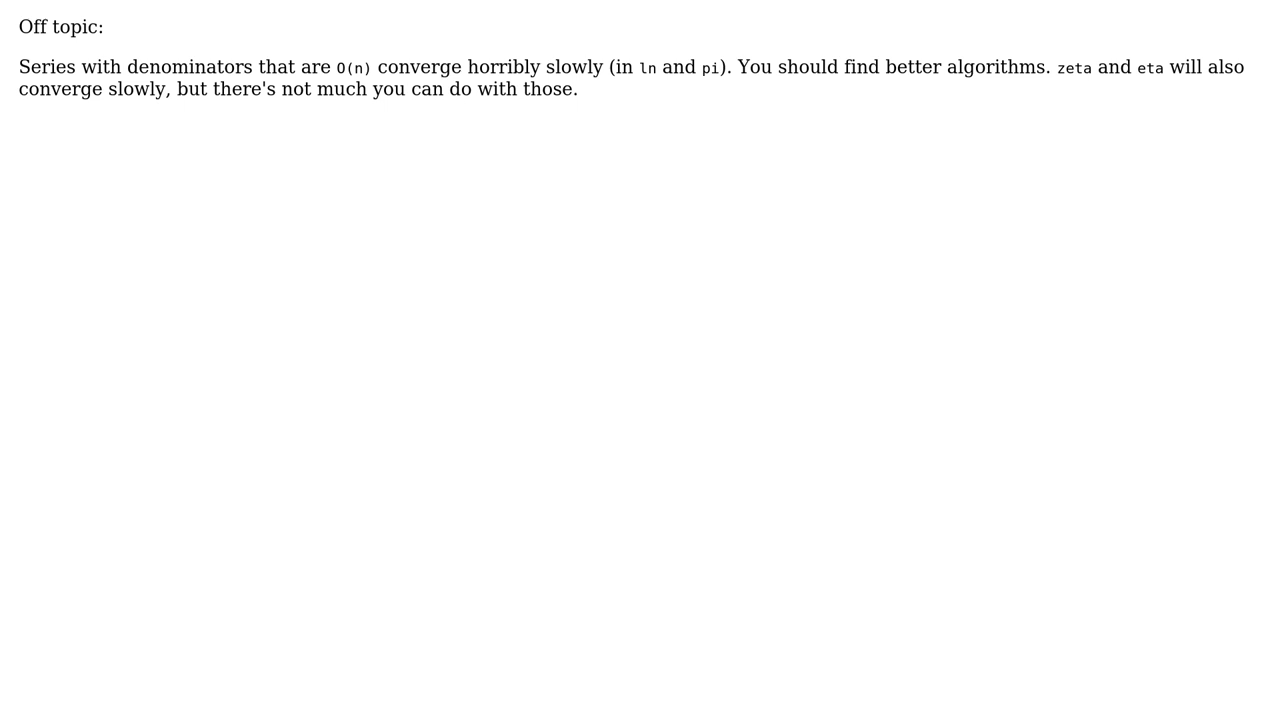 Off topic:
Series with denominators that are O(n) converge horribly slowly (in ln and pi). You should find better algorithms. zeta and eta will also
converge slowly, but there's not much you can do with those.